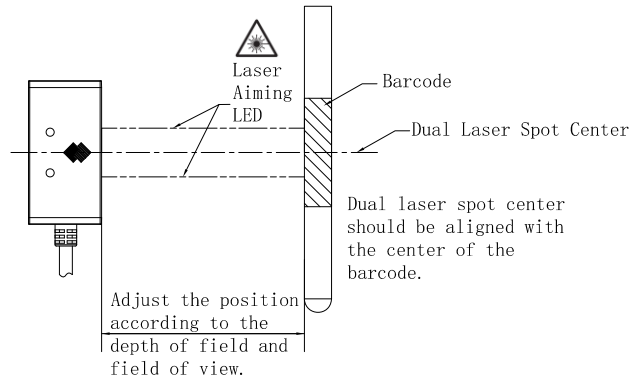 Laser
Aiming
LED
Barcode
Dual Laser Spot Center
Dual laser spot center
should be aligned with
the center of the
barcode.
Adjust the position
according to the
depth of field and
field of view.